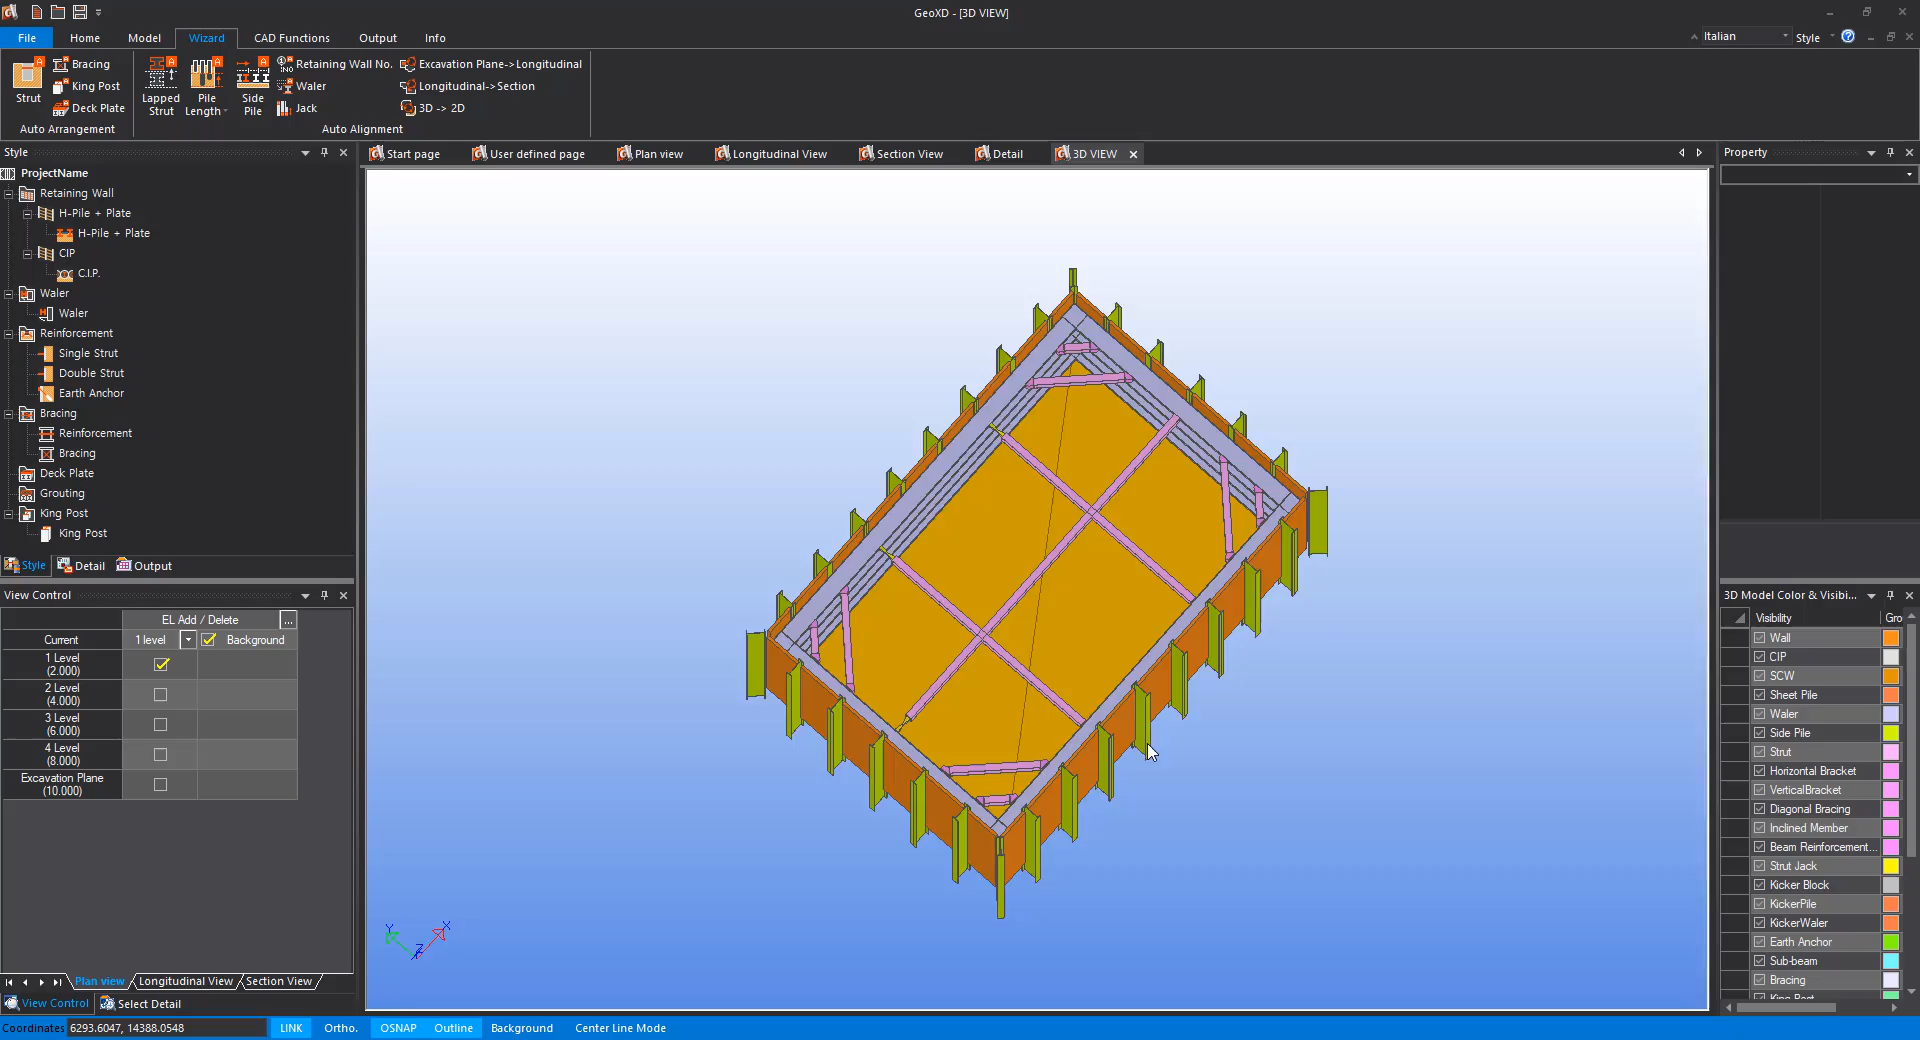 GeoXD - [3D VIEW]
File Home Model Wizard CAD Functions Output Info
Italian Style
Strut
Bracing
King Post
Deck Plate
Auto Arrangement
Lapped Strut
Pile Length
Side Pile
Retaining Wall No.
Waler
Jack
Excavation Plane->Longitudinal
Longitudinal->Section
3D -> 2D
Auto Alignment
Style
ProjectName
Retaining Wall
H-Pile + Plate
H-Pile + Plate
CIP
C.I.P.
Waler
Waler
Reinforcement
Single Strut
Double Strut
Earth Anchor
Bracing
Reinforcement
Bracing
Deck Plate
Grouting
King Post
King Post
Style Detail Output
Start page User defined page Plan view Longitudinal View Section View Detail 3D VIEW
X
Y
Z
Property
View Control
EL Add / Delete ...
Current 1 level Background
1 Level
(2.000)
2 Level
(4.000)
3 Level
(6.000)
4 Level
(8.000)
Excavation Plane
(10.000)
Plan view Longitudinal View Section View
View Control Select Detail
3D Model Color & Visibi...
Visibility Gro
Wall
CIP
SCW
Sheet Pile
Waler
Side Pile
Strut
Horizontal Bracket
VerticalBracket
Diagonal Bracing
Inclined Member
Beam Reinforcement...
Strut Jack
Kicker Block
KickerPile
KickerWaler
Earth Anchor
Sub-beam
Bracing
King Post
Coordinates 6293.6047, 14388.0548 LINK Ortho. OSNAP Outline Background Center Line Mode